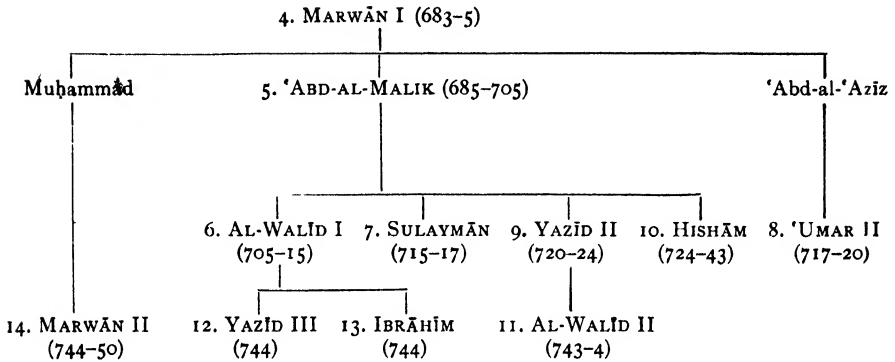 4. MARWĀN I (683–5)
Muḥammad 5. ‘ABD-AL-MALIK (685–705) ‘Abd-al-‘Azīz
6. AL-WALĪD I 7. SULAYMĀN 9. YAZĪD II 10. HISHĀM 8. ‘UMAR II
(705–15) (715–17) (720–24) (724–43) (717–20)
14. MARWĀN II 12. YAZĪD III 13. IBRĀHĪM 11. AL-WALĪD II
(744–50) (744) (744) (743–4)